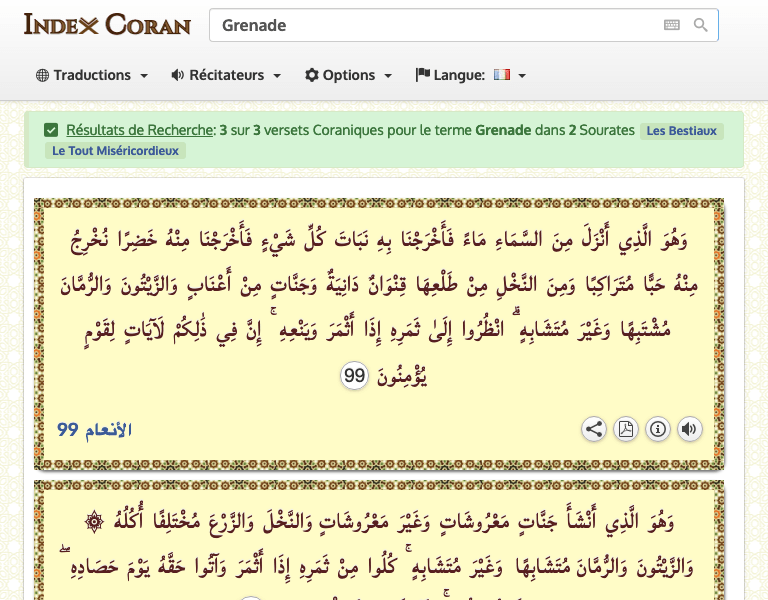 INDEX CORAN
Grenade
Traductions Récitateurs Options Langue:
Résultats de Recherche: 3 sur 3 versets Coraniques pour le terme Grenade dans 2 Sourates Les Bestiaux
Le Tout Miséricordieux
وَهُوَ الَّذِي أَنْزَلَ مِنَ السَّمَاءِ مَاءً فَأَخْرَجْنَا بِهِ نَبَاتَ كُلِّ شَيْءٍ فَأَخْرَجْنَا مِنْهُ خَضِرًا نُخْرِجُ
مِنْهُ حَبًّا مُتَرَاكِبًا وَمِنَ النَّخْلِ مِنْ طَلْعِهَا قِنْوَانٌ دَانِيَةٌ وَجَنَّاتٍ مِنْ أَعْنَابٍ وَالزَّيْتُونَ وَالرُّمَّانَ
مُشْتَبِهًا وَغَيْرَ مُتَشَابِهٍ ۗ انْظُرُوا إِلَىٰ ثَمَرِهِ إِذَا أَثْمَرَ وَيَنْعِهِ ۚ إِنَّ فِي ذَٰلِكُمْ لَآيَاتٍ لِقَوْمٍ
يُؤْمِنُونَ 99
الأنعام 99
۞ وَهُوَ الَّذِي أَنْشَأَ جَنَّاتٍ مَعْرُوشَاتٍ وَغَيْرَ مَعْرُوشَاتٍ وَالنَّخْلَ وَالزَّرْعَ مُخْتَلِفًا أُكُلُهُ
وَالزَّيْتُونَ وَالرُّمَّانَ مُتَشَابِهًا وَغَيْرَ مُتَشَابِهٍ ۚ كُلُوا مِنْ ثَمَرِهِ إِذَا أَثْمَرَ وَآتُوا حَقَّهُ يَوْمَ حَصَادِهِ ۖ